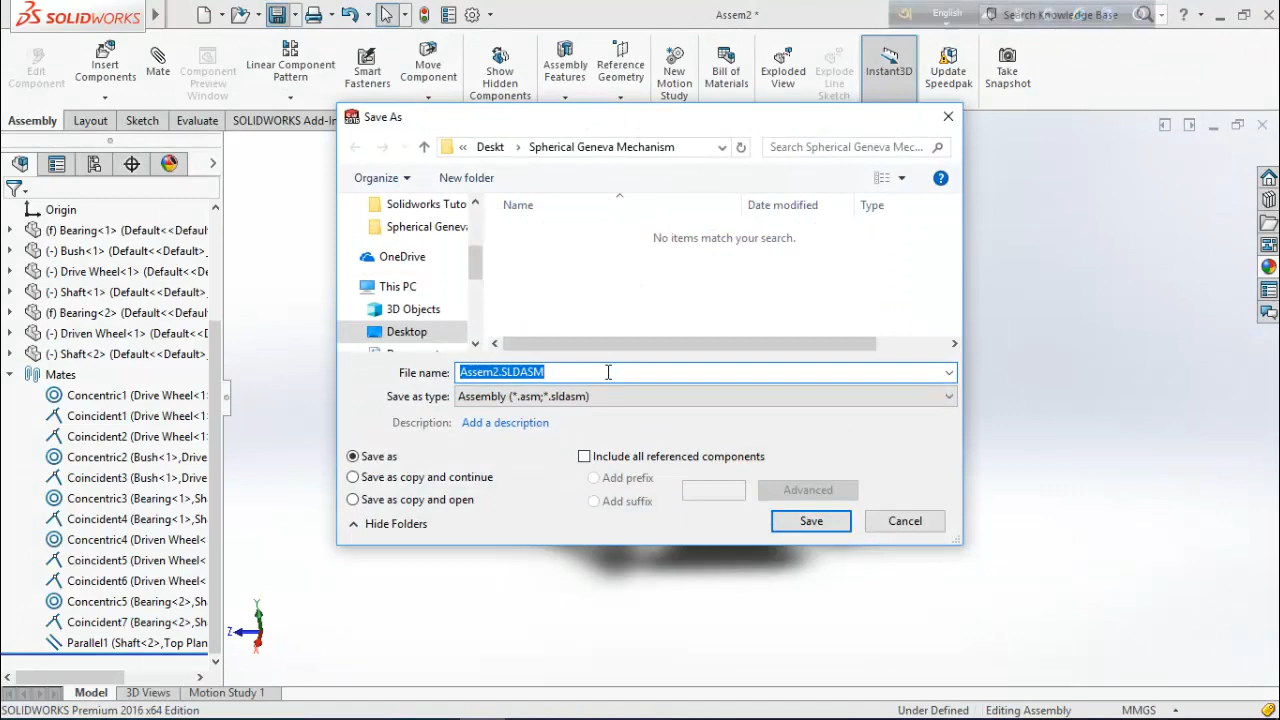 SOLIDWORKS
Assem2 *
English
Search Knowledge Base
Edit Component
Insert Components
Mate
Component Preview Window
Linear Component Pattern
Smart Fasteners
Move Component
Show Hidden Components
Assembly Features
Reference Geometry
New Motion Study
Bill of Materials
Exploded View
Explode Line Sketch
Instant3D
Update Speedpak
Take Snapshot
Assembly
Layout
Sketch
Evaluate
SOLIDWORKS Add-In
Origin
(f) Bearing<1> (Default<<Defaul
(-) Bush<1> (Default<<Default>
(-) Drive Wheel<1> (Default<<D
(-) Shaft<1> (Default<<Default>
(f) Bearing<2> (Default<<Defaul
(-) Driven Wheel<1> (Default<<
(-) Shaft<2> (Default<<Default>
Mates
Concentric1 (Drive Wheel<1
Coincident1 (Drive Wheel<1
Coincident2 (Drive Wheel<1
Concentric2 (Bush<1>,Drive
Coincident3 (Bush<1>,Drive
Concentric3 (Bearing<1>,Sh
Coincident4 (Bearing<1>,Sh
Concentric4 (Driven Wheel<
Coincident5 (Driven Wheel<
Coincident6 (Driven Wheel<
Concentric5 (Bearing<2>,Sh
Coincident7 (Bearing<2>,Sh
Parallel1 (Shaft<2>,Top Plan
Save As
« Deskt > Spherical Geneva Mechanism
Search Spherical Geneva Mec...
Organize
New folder
Solidworks Tuto
Spherical Geneva
OneDrive
This PC
3D Objects
Desktop
Name
Date modified
Type
No items match your search.
File name: Assem2.SLDASM
Save as type: Assembly (*.asm;*.sldasm)
Description: Add a description
Save as
Save as copy and continue
Save as copy and open
Include all referenced components
Add prefix
Add suffix
Advanced
Hide Folders
Save
Cancel
Y
Z
X
Model
3D Views
Motion Study 1
SOLIDWORKS Premium 2016 x64 Edition
Under Defined
Editing Assembly
MMGS